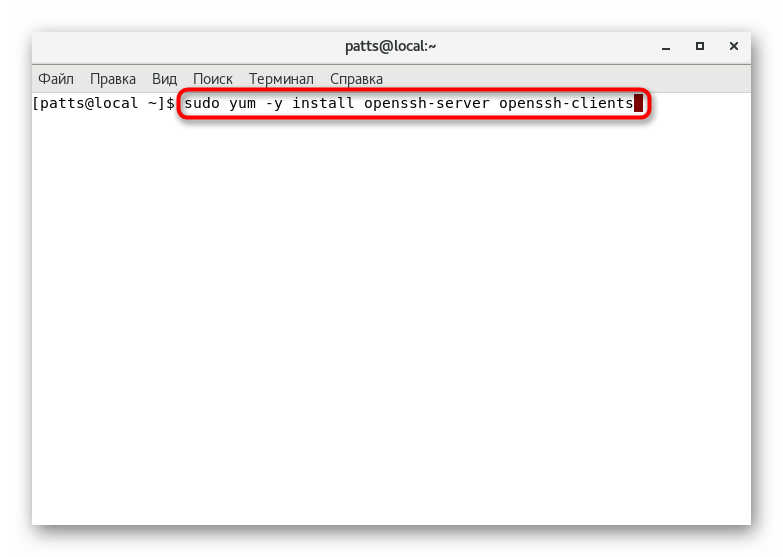 patts@local:~
Файл Правка Вид Поиск Терминал Справка
[patts@local ~]$ sudo yum -y install openssh-server openssh-clients